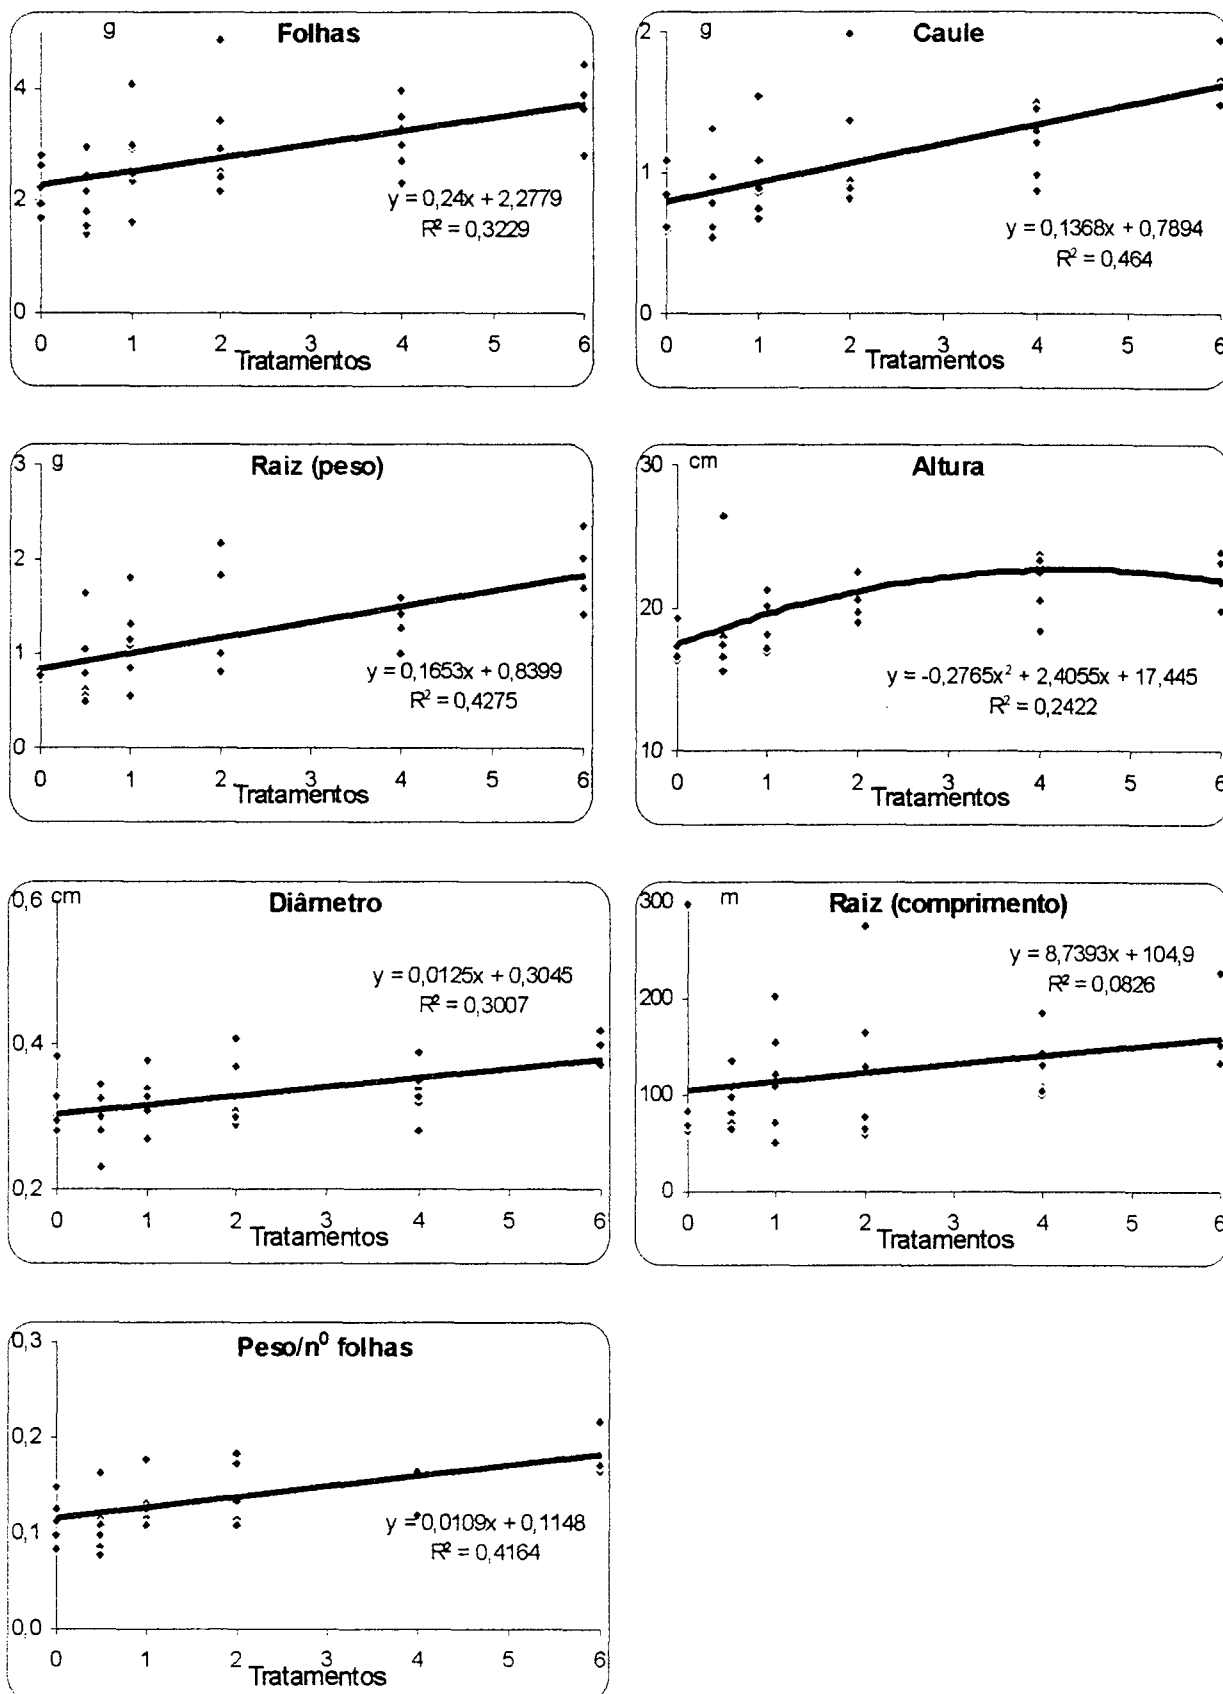 g Folhas
4
2
0
y = 0,24x + 2,2779
R² = 0,3229
0 1 2 3 4 5 6
Tratamentos
g Caule
2
1
0
y = 0,1368x + 0,7894
R² = 0,464
0 1 2 3 4 5 6
Tratamentos
g Raiz (peso)
3
2
1
0
y = 0,1653x + 0,8399
R² = 0,4275
0 1 2 3 4 5 6
Tratamentos
cm Altura
30
20
10
y = -0,2765x² + 2,4055x + 17,445
R² = 0,2422
0 1 2 3 4 5 6
Tratamentos
cm Diâmetro
0,6
0,4
0,2
y = 0,0125x + 0,3045
R² = 0,3007
0 1 2 3 4 5 6
Tratamentos
m Raiz (comprimento)
300
200
100
0
y = 8,7393x + 104,9
R² = 0,0826
0 1 2 3 4 5 6
Tratamentos
Peso/n⁰ folhas
0,3
0,2
0,1
0,0
y = 0,0109x + 0,1148
R² = 0,4164
0 1 2 3 4 5 6
Tratamentos